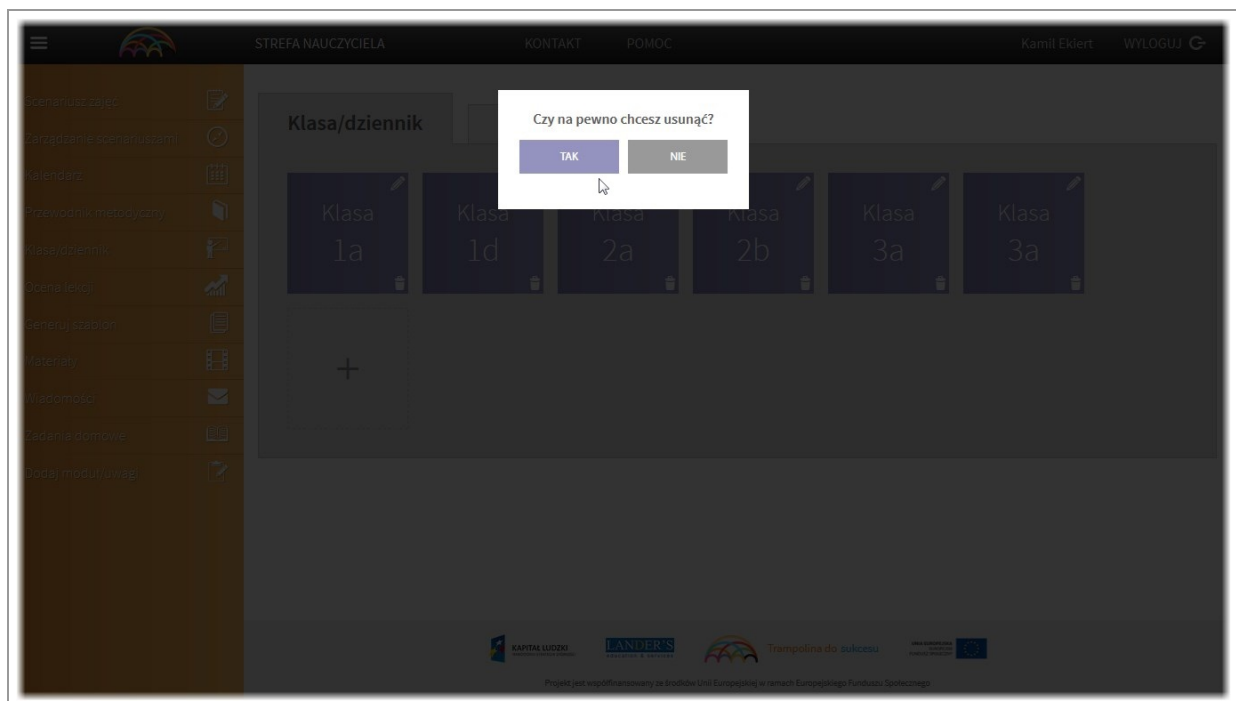 STREFA NAUCZYCIELA KONTAKT POMOC Kamil Ekiert WYLOGUJ
Scenariusz zajęć
Zarządzanie scenariuszami
Kalendarz
Przewodnik metodyczny
Klasa/dziennik
Ocena lekcji
Generuj szablon
Materiały
Wiadomości
Zadania domowe
Dodaj moduł/uwagi
Klasa/dziennik
Czy na pewno chcesz usunąć?
TAK NIE
Klasa Klasa Klasa Klasa Klasa Klasa
1a 1d 2a 2b 3a 3a
+
KAPITAŁ LUDZKI LANDER'S Trampolina do sukcesu
Projekt jest współfinansowany ze środków Unii Europejskiej w ramach Europejskiego Funduszu Społecznego